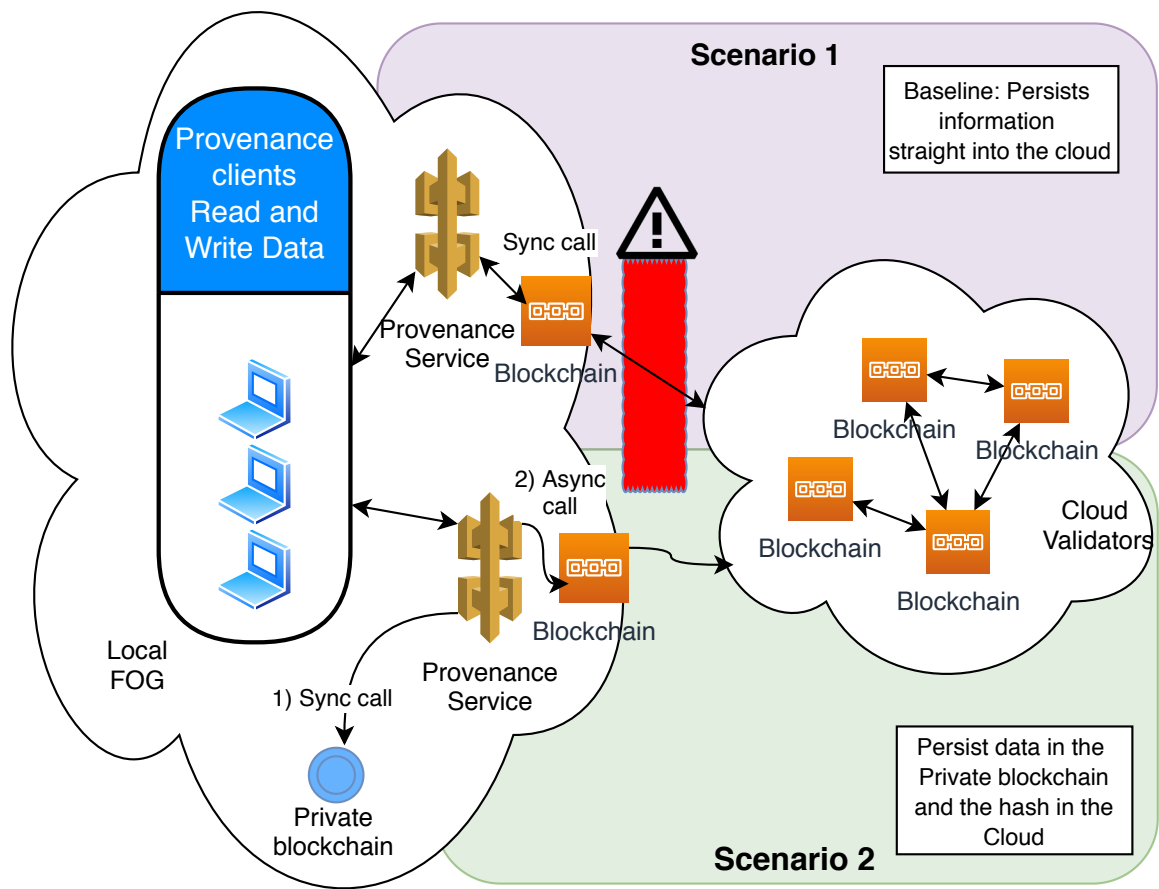 Scenario 1
Baseline: Persists
information
straight into the cloud
Provenance
clients
Read and
Write Data
Sync call
Provenance
Service
Blockchain
Blockchain
Blockchain
Blockchain
Blockchain
Cloud
Validators
2) Async
call
Blockchain
Provenance
Service
Local
FOG
1) Sync call
Private
blockchain
Persist data in the
Private blockchain
and the hash in the
Cloud
Scenario 2